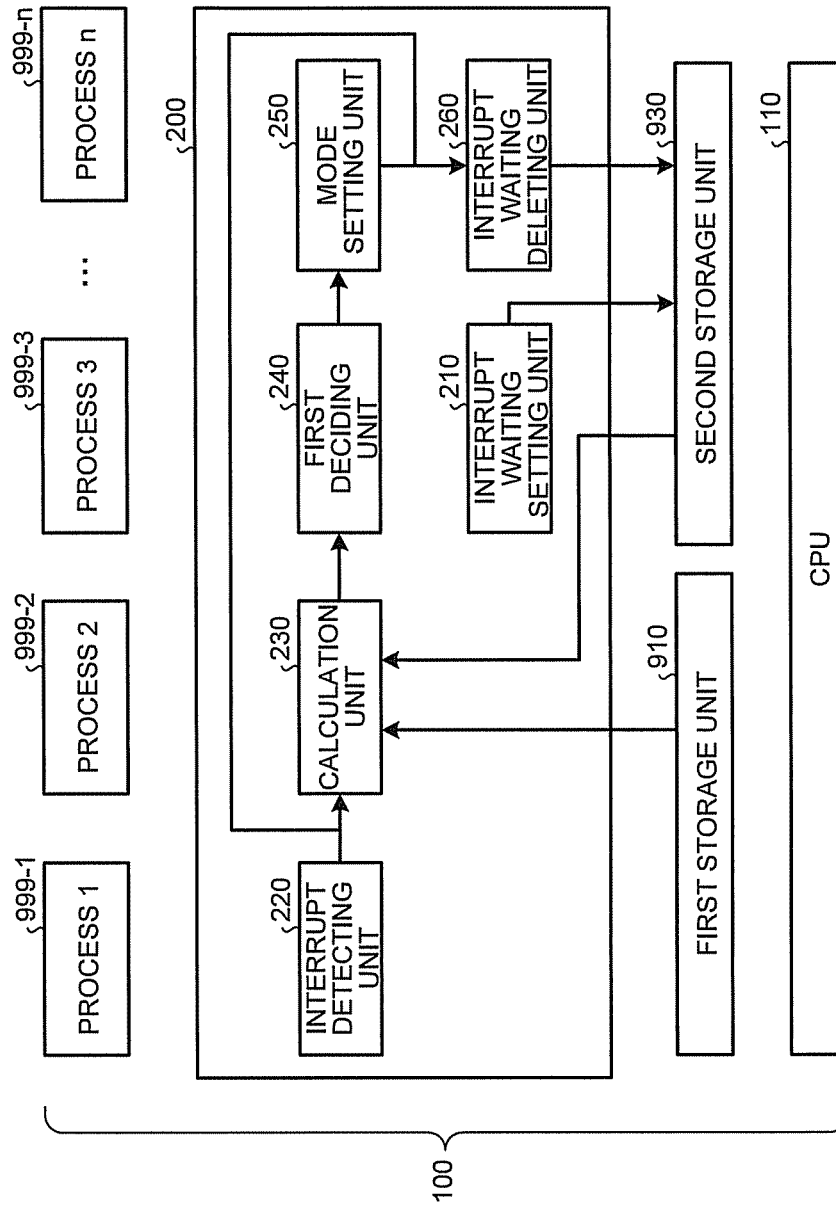 999-1
PROCESS 1
999-2
PROCESS 2
999-3
PROCESS 3
...
999-n
PROCESS n
200
220
INTERRUPT
DETECTING
UNIT
230
CALCULATION
UNIT
240
FIRST
DECIDING
UNIT
250
MODE
SETTING UNIT
210
INTERRUPT
WAITING
SETTING UNIT
260
INTERRUPT
WAITING
DELETING UNIT
910
FIRST STORAGE UNIT
930
SECOND STORAGE UNIT
110
CPU
100